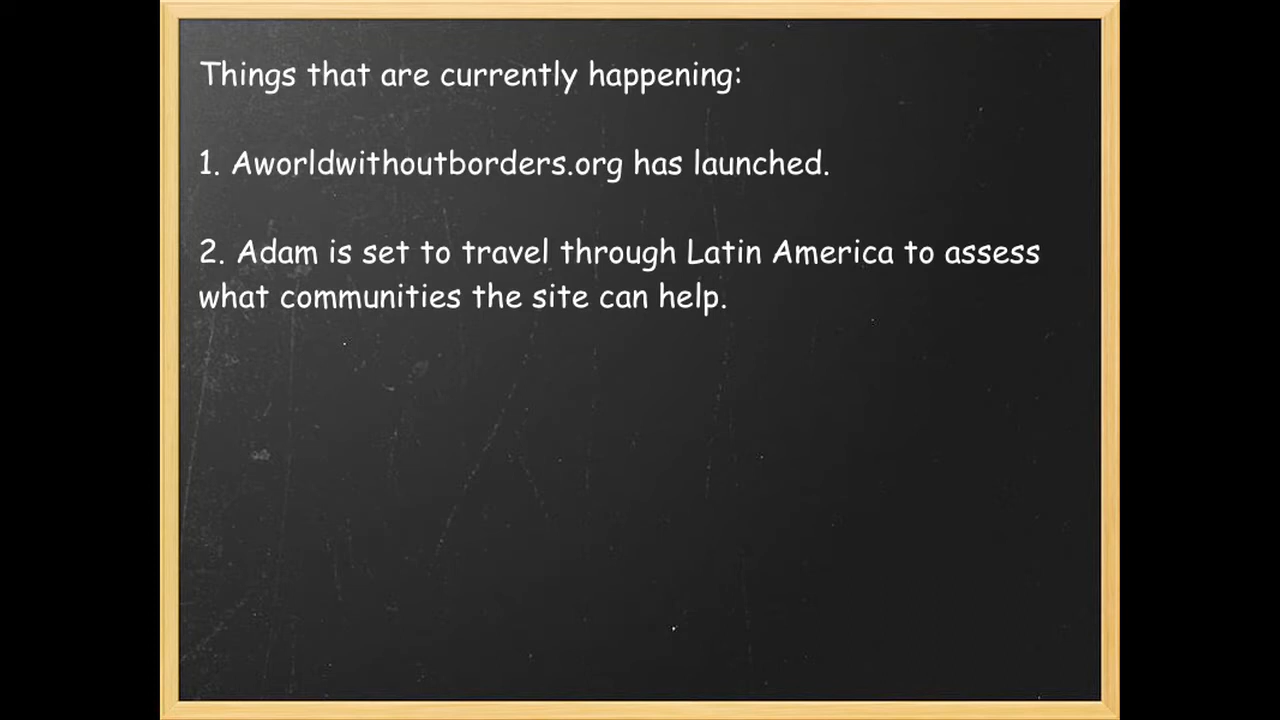 Things that are currently happening:
1. Aworldwithoutborders.org has launched.
2. Adam is set to travel through Latin America to assess
what communities the site can help.